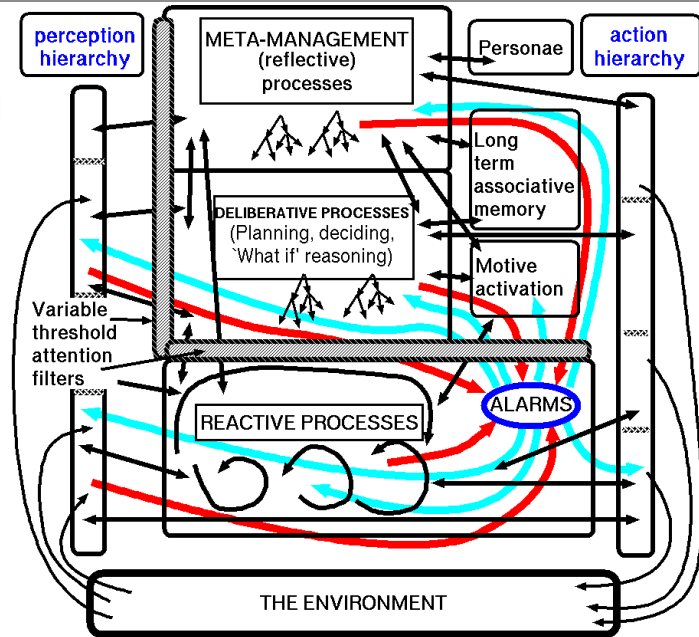 perception
hierarchy
META-MANAGEMENT
(reflective)
processes
Personae
action
hierarchy
Long
term
associative
memory
DELIBERATIVE PROCESSES
(Planning, deciding,
`What if' reasoning)
Motive
activation
Variable
threshold
attention
filters
REACTIVE PROCESSES
ALARMS
THE ENVIRONMENT